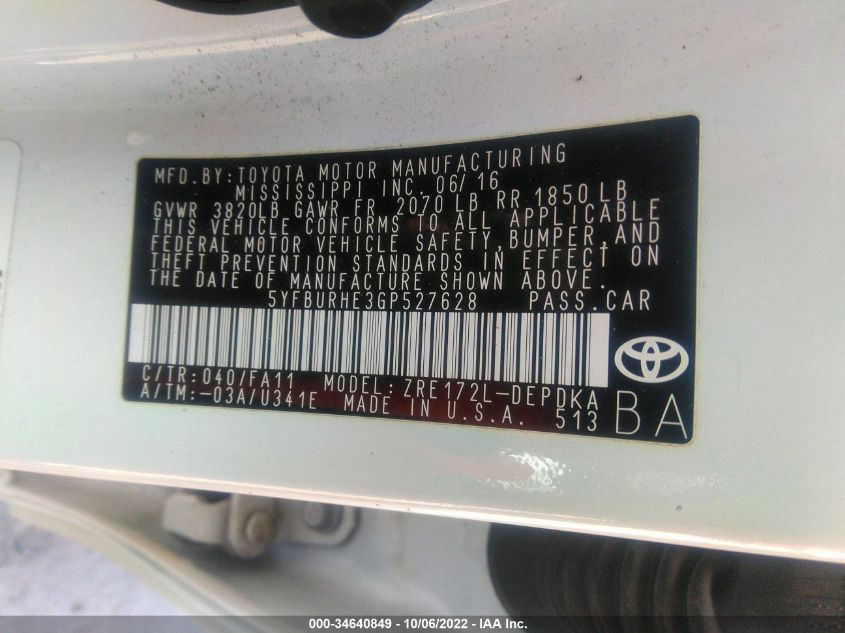 MFD.BY:TOYOTA MOTOR MANUFACTURING
MISSISSIPPI INC. 06/16
GVWR 3820LB GAWR FR 2070 LB RR 1850 LB
THIS VEHICLE CONFORMS TO ALL APPLICABLE
FEDERAL MOTOR VEHICLE SAFETY, BUMPER, AND
THEFT PREVENTION STANDARDS IN EFFECT ON
THE DATE OF MANUFACTURE SHOWN ABOVE.
5YFBURHE3GP527628 PASS.CAR
C/TR:040/FA11 MODEL:ZRE172L-DEPDKA
A/TM:-03A/U341E MADE IN U.S.A. 513
BA
000-34640849 - 10/06/2022 - IAA Inc.